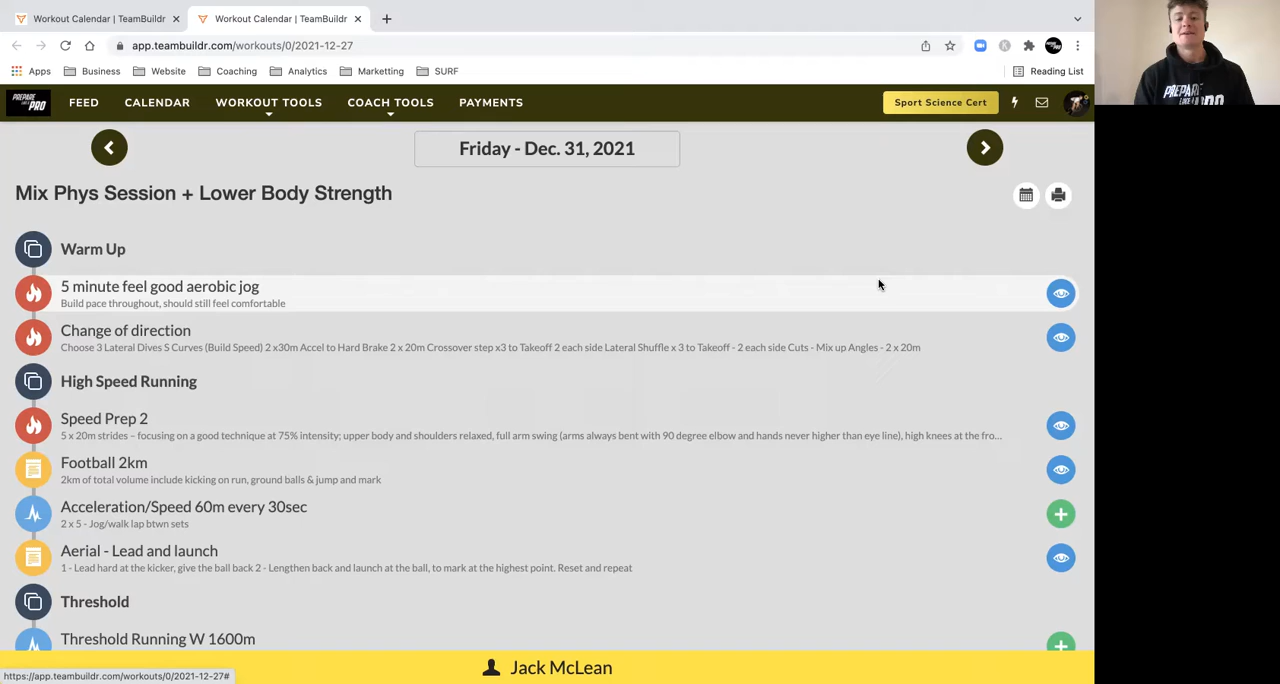 Workout Calendar | TeamBuildr
Workout Calendar | TeamBuildr
app.teambuildr.com/workouts/0/2021-12-27
Apps
Business
Website
Coaching
Analytics
Marketting
SURF
Reading List
PREPARE
LIKE A
PRO
FEED
CALENDAR
WORKOUT TOOLS
COACH TOOLS
PAYMENTS
Sport Science Cert
Friday - Dec. 31, 2021
Mix Phys Session + Lower Body Strength
Warm Up
5 minute feel good aerobic jog
Build pace throughout, should still feel comfortable
Change of direction
Choose 3 Lateral Dives S Curves (Build Speed) 2 x30m Accel to Hard Brake 2 x 20m Crossover step x3 to Takeoff 2 each side Lateral Shuffle x 3 to Takeoff - 2 each side Cuts - Mix up Angles - 2 x 20m
High Speed Running
Speed Prep 2
5 x 20m strides – focusing on a good technique at 75% intensity; upper body and shoulders relaxed, full arm swing (arms always bent with 90 degree elbow and hands never higher than eye line), high knees at the fro...
Football 2km
2km of total volume include kicking on run, ground balls & jump and mark
Acceleration/Speed 60m every 30sec
2 x 5 - Jog/walk lap btwn sets
Aerial - Lead and launch
1 - Lead hard at the kicker, give the ball back 2 - Lengthen back and launch at the ball, to mark at the highest point. Reset and repeat
Threshold
Threshold Running W 1600m
Jack McLean
https://app.teambuildr.com/workouts/0/2021-12-27#